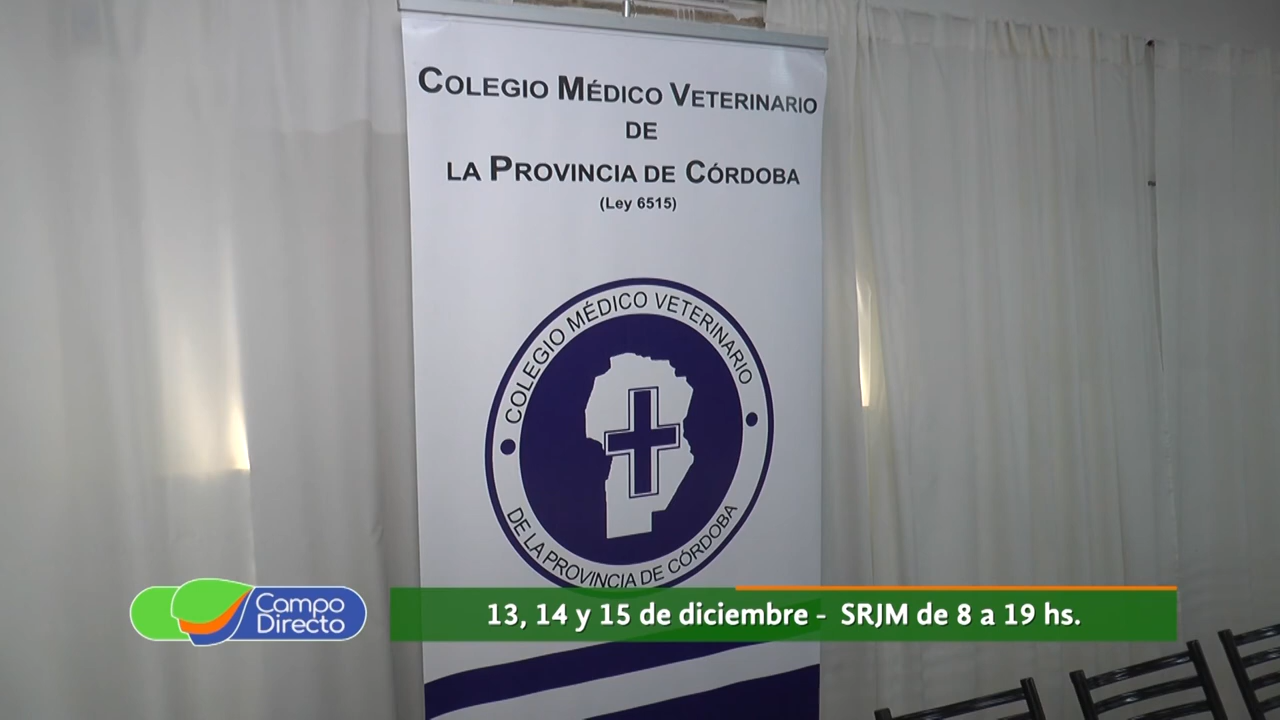 COLEGIO MÉDICO VETERINARIO
DE
LA PROVINCIA DE CÓRDOBA
(Ley 6515)
COLEGIO MÉDICO VETERINARIO
DE LA PROVINCIA DE CÓRDOBA
Campo
Directo
13, 14 y 15 de diciembre - SRJM de 8 a 19 hs.